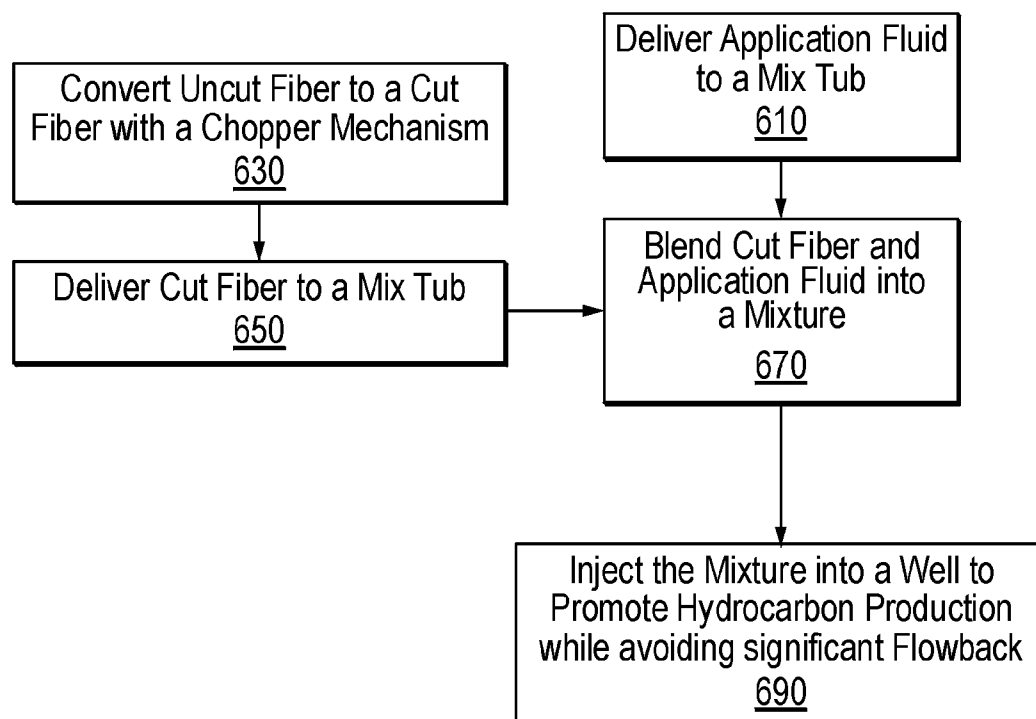 Deliver Application Fluid
to a Mix Tub
610
Convert Uncut Fiber to a Cut
Fiber with a Chopper Mechanism
630
Deliver Cut Fiber to a Mix Tub
650
Blend Cut Fiber and
Application Fluid into
a Mixture
670
Inject the Mixture into a Well to
Promote Hydrocarbon Production
while avoiding significant Flowback
690